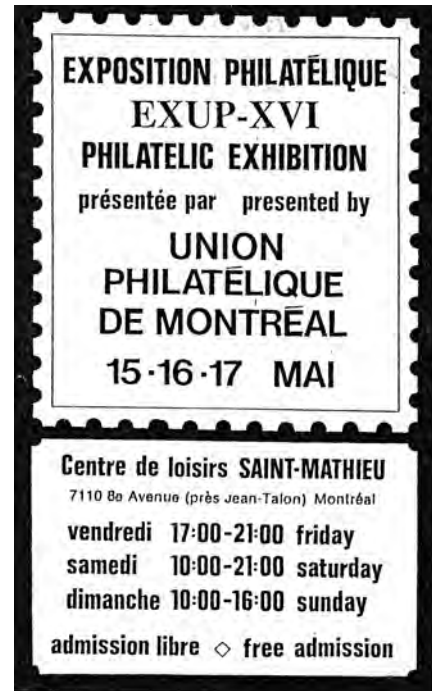 EXPOSITION PHILATÉLIQUE
EXUP-XVI
PHILATELIC EXHIBITION
présentée par presented by
UNION
PHILATÉLIQUE
DE MONTRÉAL
15·16·17 MAI
Centre de loisirs SAINT-MATHIEU
7110 8e Avenue (près Jean-Talon) Montréal
vendredi 17:00-21:00 friday
samedi 10:00-21:00 saturday
dimanche 10:00-16:00 sunday
admission libre ◇ free admission